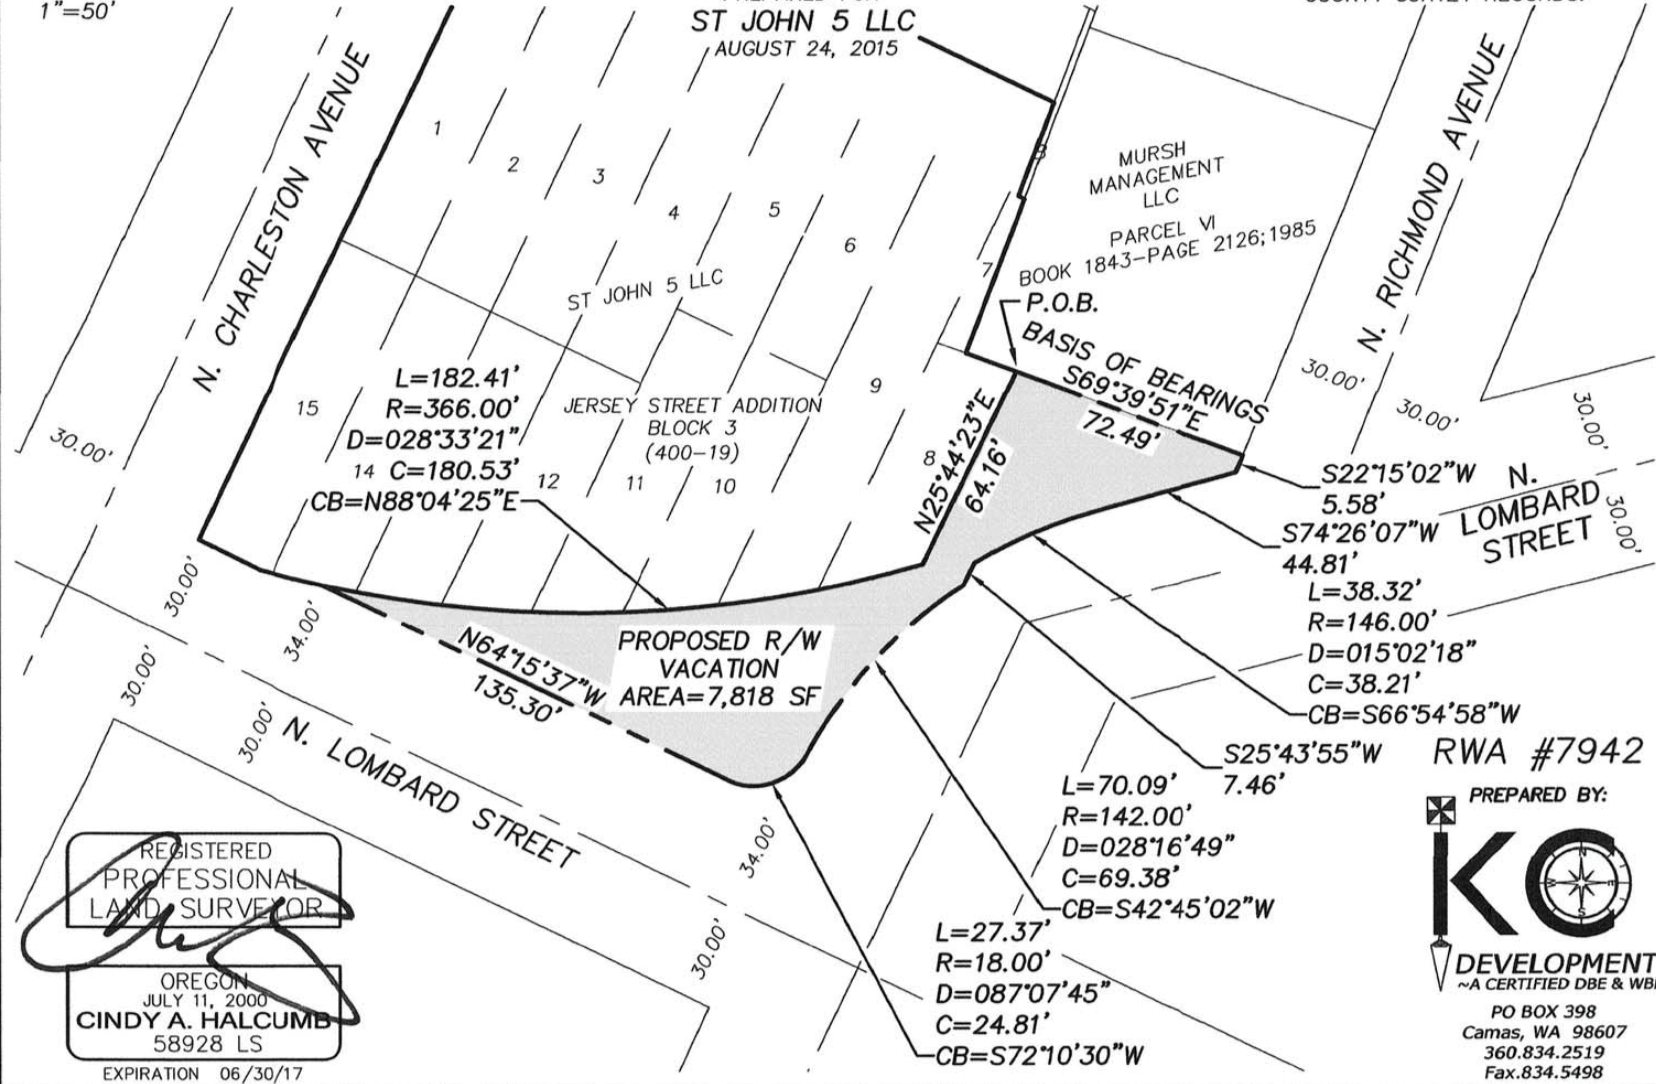 1"=50'
ST JOHN 5 LLC
AUGUST 24, 2015
N. CHARLESTON AVENUE
N. RICHMOND AVENUE
1
2
3
4
5
6
7
8
MURSH
MANAGEMENT
LLC
PARCEL VI
BOOK 1843-PAGE 2126;1985
ST JOHN 5 LLC
P.O.B.
BASIS OF BEARINGS
S69°39'51"E
72.49'
L=182.41'
R=366.00'
D=028°33'21"
C=180.53'
CB=N88°04'25"E
JERSEY STREET ADDITION
BLOCK 3
(400-19)
15
14
12
11
10
9
8
N25°44'23"E
64.16'
30.00'
30.00'
30.00'
30.00'
30.00'
S22°15'02"W
5.58'
N.
LOMBARD
STREET
S74°26'07"W
44.81'
L=38.32'
R=146.00'
D=015°02'18"
C=38.21'
CB=S66°54'58"W
30.00'
34.00'
30.00'
30.00'
N64°15'37"W
135.30'
PROPOSED R/W
VACATION
AREA=7,818 SF
N. LOMBARD STREET
S25°43'55"W
7.46'
L=70.09'
R=142.00'
D=028°16'49"
C=69.38'
CB=S42°45'02"W
34.00'
30.00'
L=27.37'
R=18.00'
D=087°07'45"
C=24.81'
CB=S72°10'30"W
REGISTERED
PROFESSIONAL
LAND SURVEYOR
OREGON
JULY 11, 2000
CINDY A. HALCUMB
58928 LS
EXPIRATION 06/30/17
RWA #7942
PREPARED BY:
KC
N
E
S
W
DEVELOPMENT
~A CERTIFIED DBE & WB
PO BOX 398
Camas, WA 98607
360.834.2519
Fax.834.5498